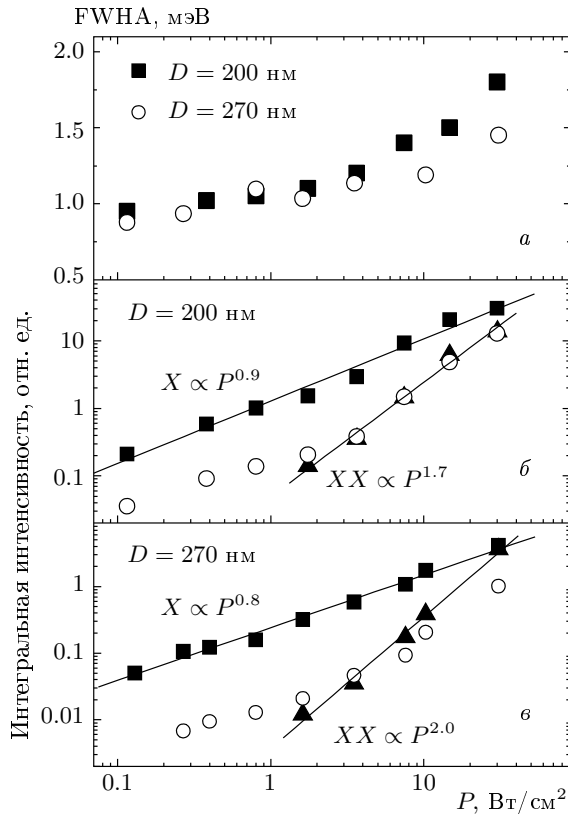 FWHA, мэВ
2.0
D = 200 нм
D = 270 нм
1.5
1.0
а
0.5
D = 200 нм
10
X ∝ P^0.9
1
XX ∝ P^1.7
0.1
б
D = 270 нм
1
X ∝ P^0.8
0.1
0.01
XX ∝ P^2.0
в
0.1 1 10
P, Вт/см^2
Интегральная интенсивность, отн. ед.